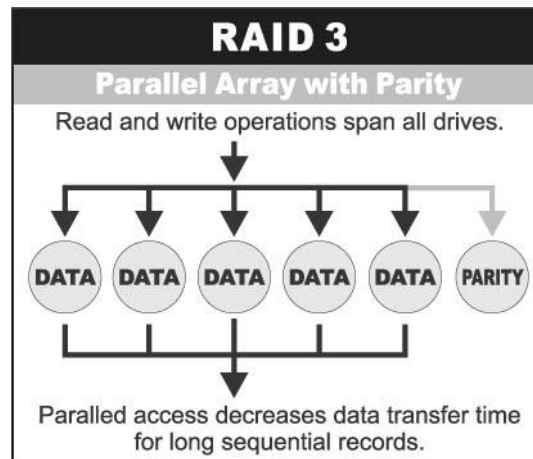 RAID 3
Parallel Array with Parity
Read and write operations span all drives.
DATA DATA DATA DATA DATA PARITY
Paralled access decreases data transfer time
for long sequential records.